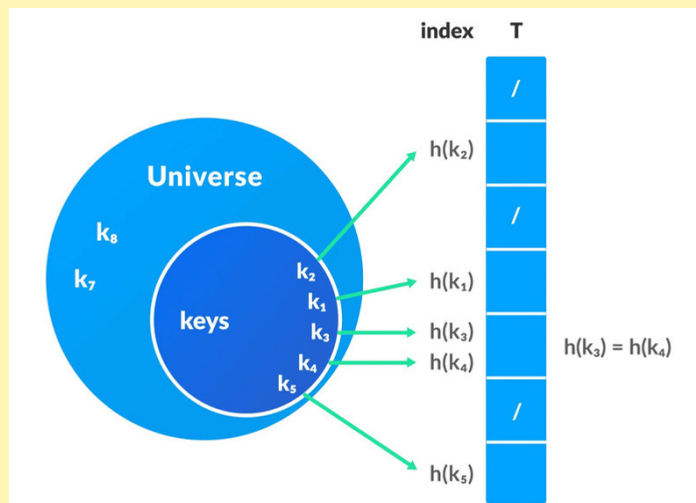 index T
/
h(k₂)
Universe
/
k₈
k₂
k₇
k₁
h(k₁)
keys
k₃
h(k₃)
h(k₃) = h(k₄)
k₄
h(k₄)
k₅
/
h(k₅)